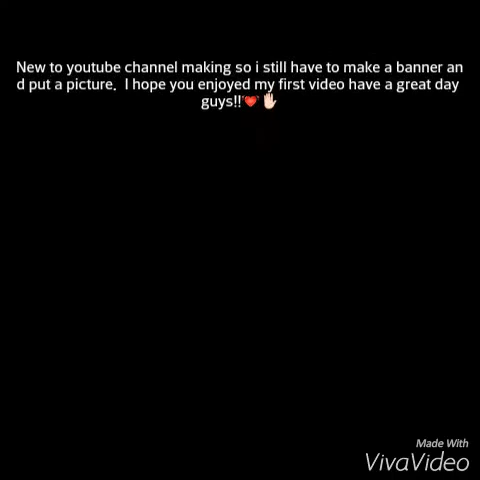 New to youtube channel making so i still have to make a banner an
d put a picture.  I hope you enjoyed my first video have a great day
guys!!💓✋🏻
Made With
VivaVideo